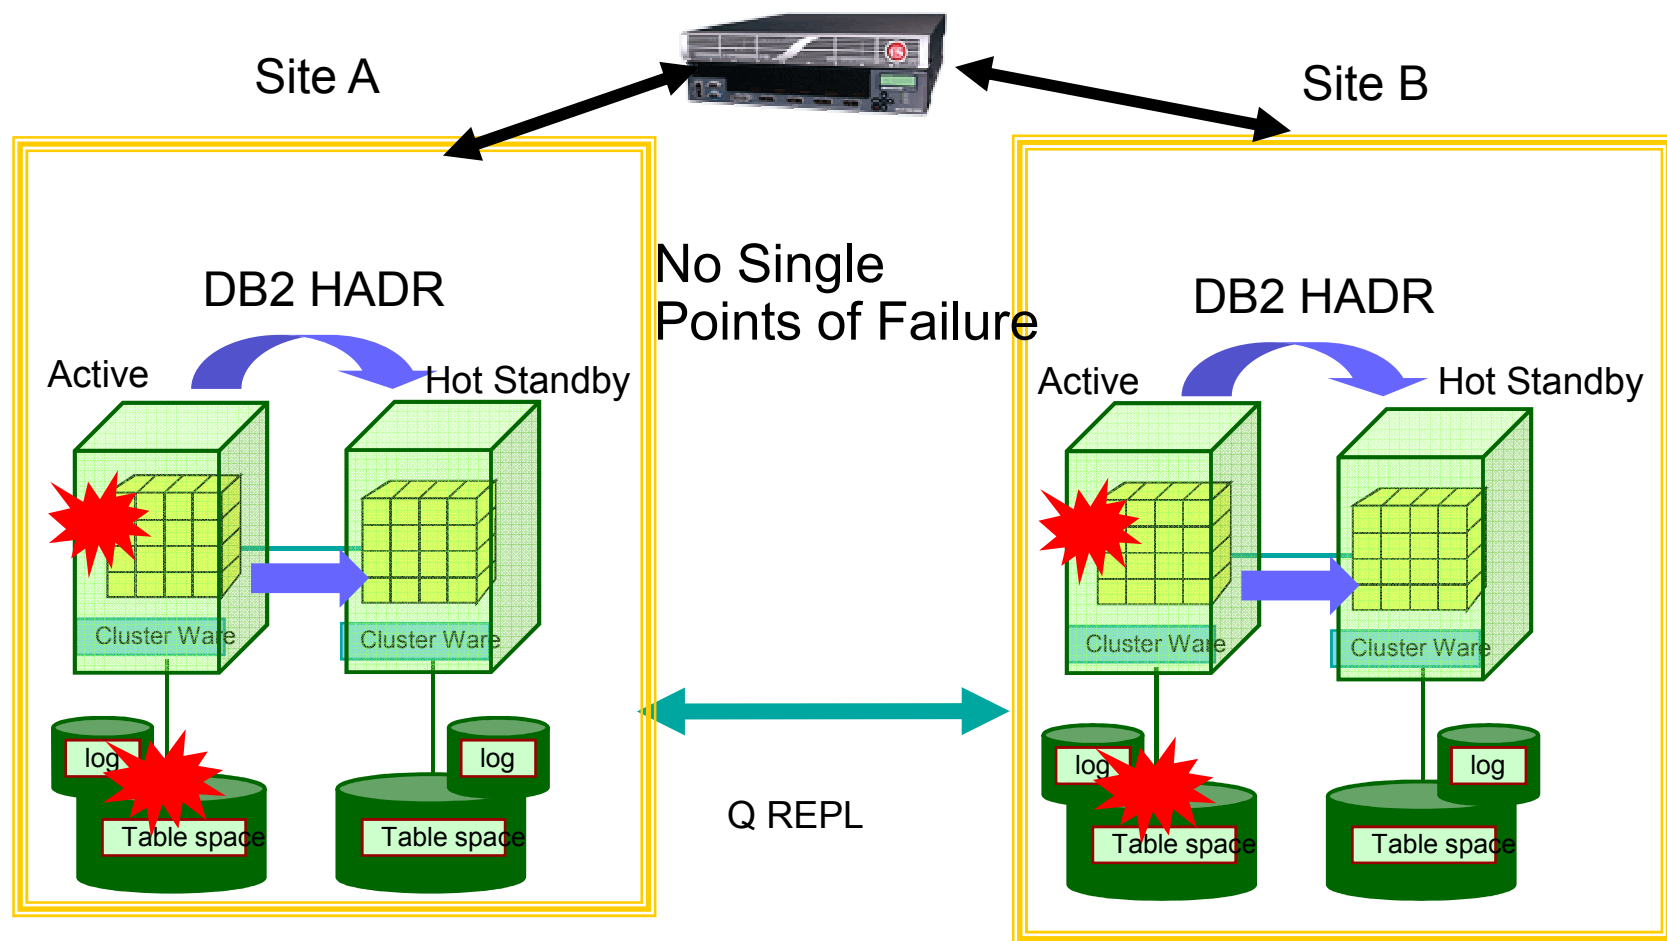 Site A
Site B
No Single
Points of Failure
DB2 HADR
Active
Hot Standby
Cluster Ware
Cluster Ware
log
log
Table space
Table space
Q REPL
DB2 HADR
Active
Hot Standby
Cluster Ware
Cluster Ware
log
log
Table space
Table space